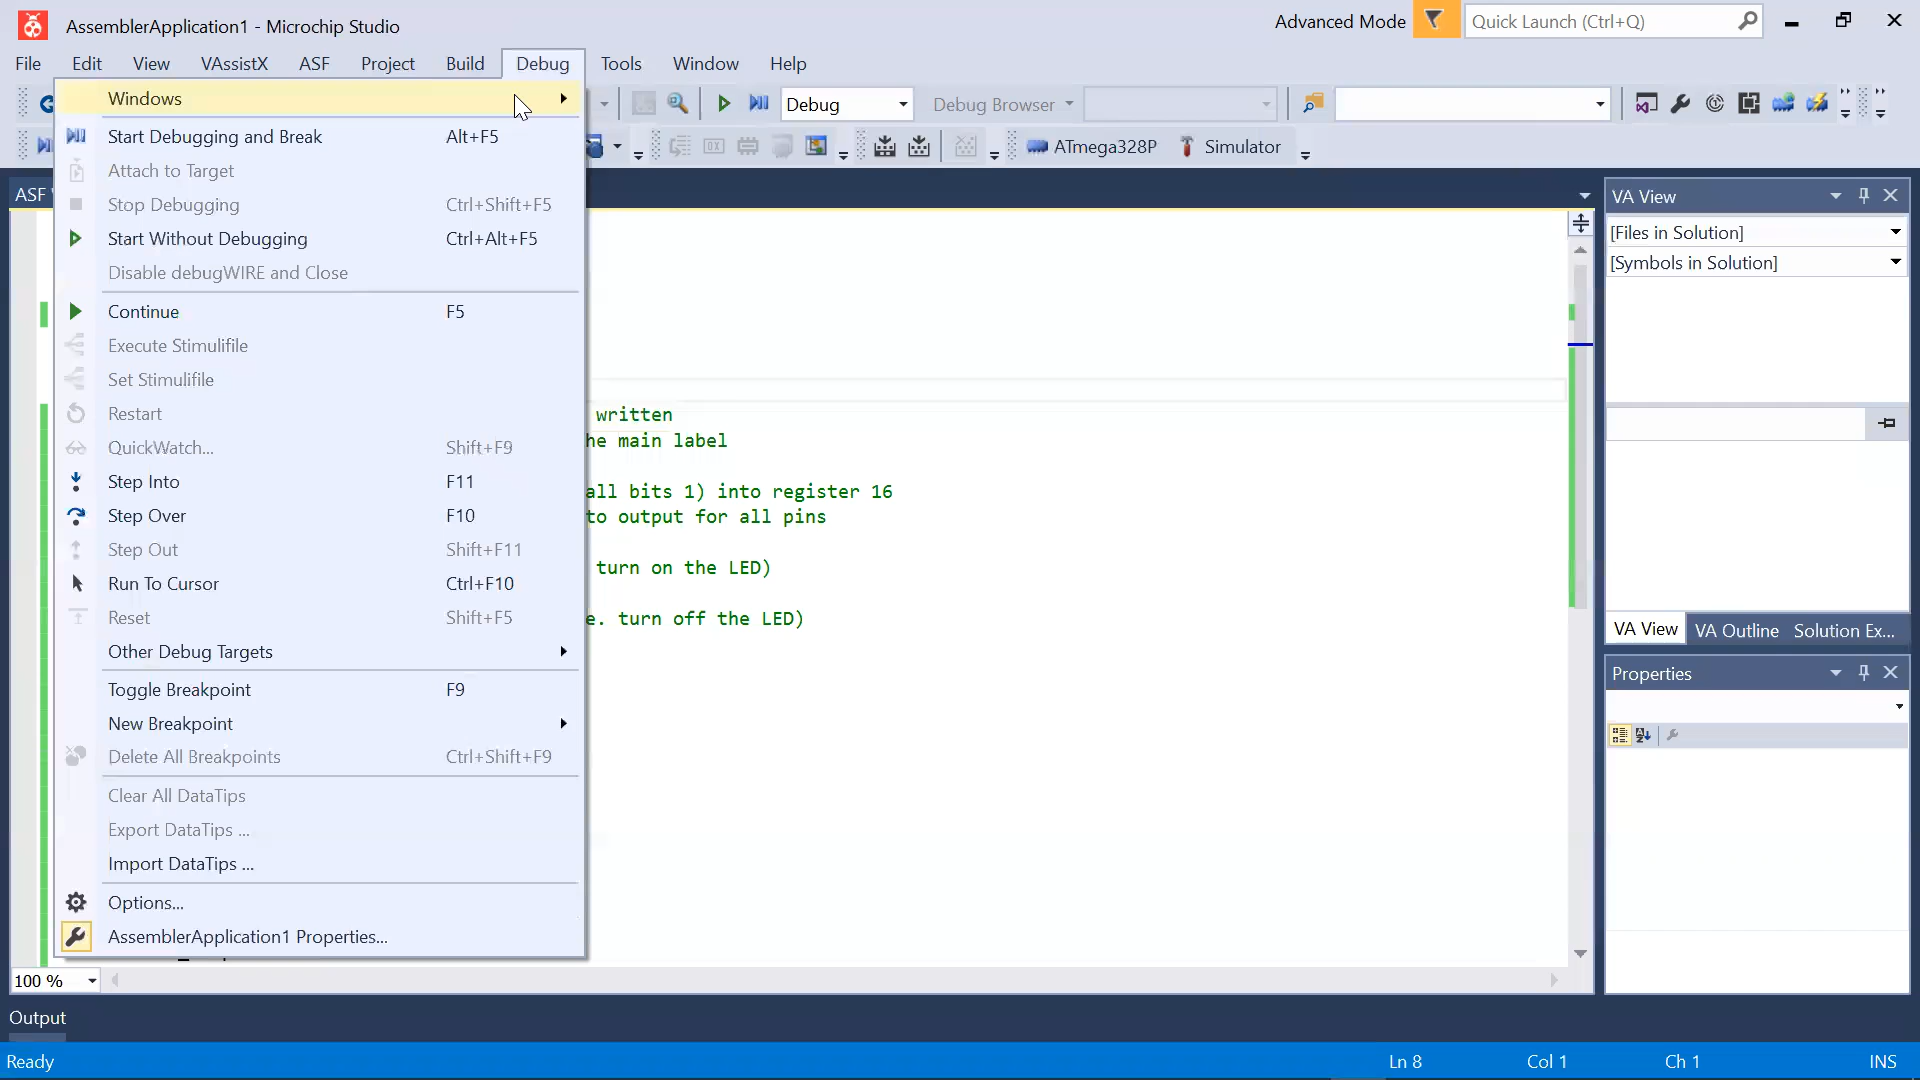 AssemblerApplication1 - Microchip Studio
Advanced Mode
Quick Launch (Ctrl+Q)
File Edit View VAssistX ASF Project Build Debug Tools Window Help
Debug
Debug Browser
ATmega328P
Simulator
ASF
Windows
Start Debugging and Break Alt+F5
Attach to Target
Stop Debugging Ctrl+Shift+F5
Start Without Debugging Ctrl+Alt+F5
Disable debugWIRE and Close
Continue F5
Execute Stimulifile
Set Stimulifile
Restart
QuickWatch... Shift+F9
Step Into F11
Step Over F10
Step Out Shift+F11
Run To Cursor Ctrl+F10
Reset Shift+F5
Other Debug Targets
Toggle Breakpoint F9
New Breakpoint
Delete All Breakpoints Ctrl+Shift+F9
Clear All DataTips
Export DataTips ...
Import DataTips ...
Options...
AssemblerApplication1 Properties...
written
he main label
all bits 1) into register 16
to output for all pins
turn on the LED)
e. turn off the LED)
VA View
[Files in Solution]
[Symbols in Solution]
VA View VA Outline Solution Ex...
Properties
100 %
Output
Ready
Ln 8 Col 1 Ch 1 INS